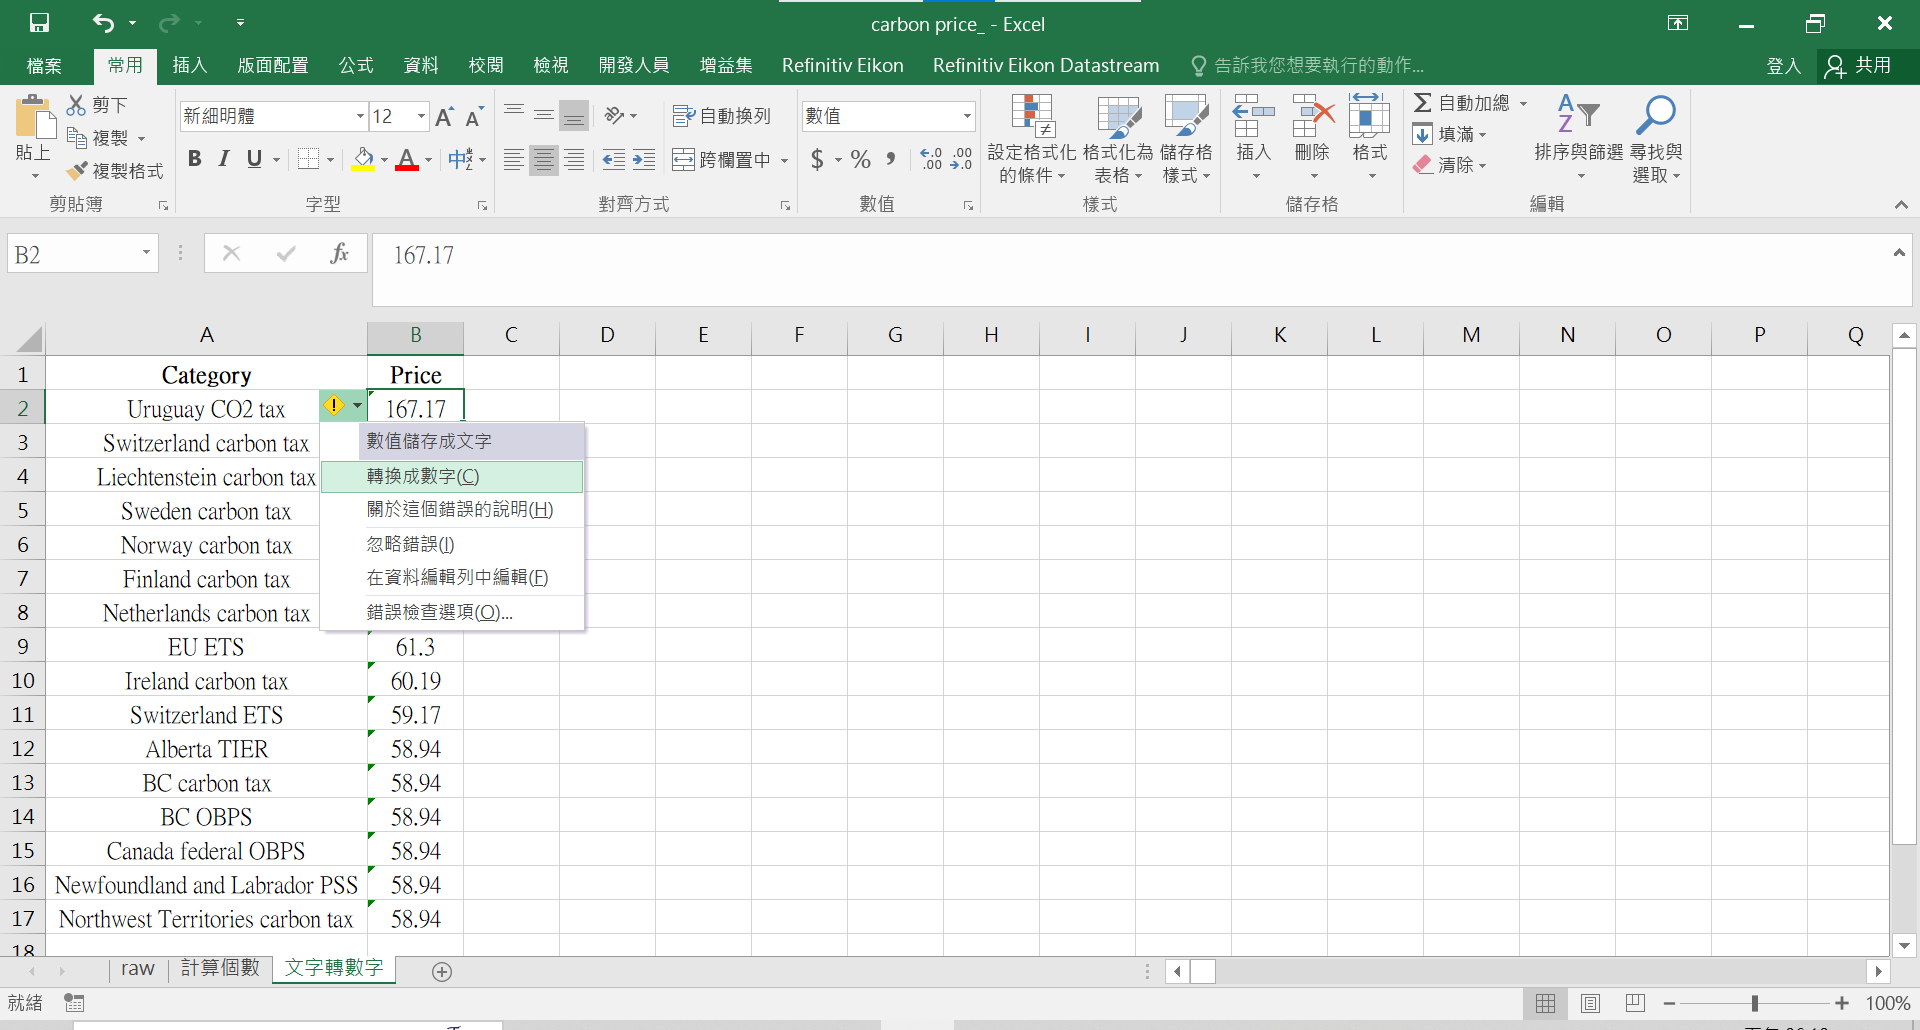 carbon price_ - Excel
檔案 常用 插入 版面配置 公式 資料 校閱 檢視 開發人員 增益集 Refinitiv Eikon Refinitiv Eikon Datastream 告訴我您想要執行的動作... 登入 共用
貼上 剪下 複製 複製格式 剪貼簿
新細明體 12 A A
B I U A 中 字型
自動換列
跨欄置中
對齊方式
數值
$ % , .0 .00 .00 .0
數值
設定格式化的條件 格式化為表格 儲存格樣式
樣式
插入 刪除 格式
儲存格
Σ 自動加總
填滿
清除
AZ 排序與篩選 尋找與選取
編輯
B2 fx 167.17
A B C D E F G H I J K L M N O P Q
1 Category Price
2 Uruguay CO2 tax ! 167.17
3 Switzerland carbon tax
4 Liechtenstein carbon tax
5 Sweden carbon tax
6 Norway carbon tax
7 Finland carbon tax
8 Netherlands carbon tax
數值儲存成文字
轉換成數字(C)
關於這個錯誤的說明(H)
忽略錯誤(I)
在資料編輯列中編輯(F)
錯誤檢查選項(O)...
9 EU ETS 61.3
10 Ireland carbon tax 60.19
11 Switzerland ETS 59.17
12 Alberta TIER 58.94
13 BC carbon tax 58.94
14 BC OBPS 58.94
15 Canada federal OBPS 58.94
16 Newfoundland and Labrador PSS 58.94
17 Northwest Territories carbon tax 58.94
18
raw 計算個數 文字轉數字
就緒 100%